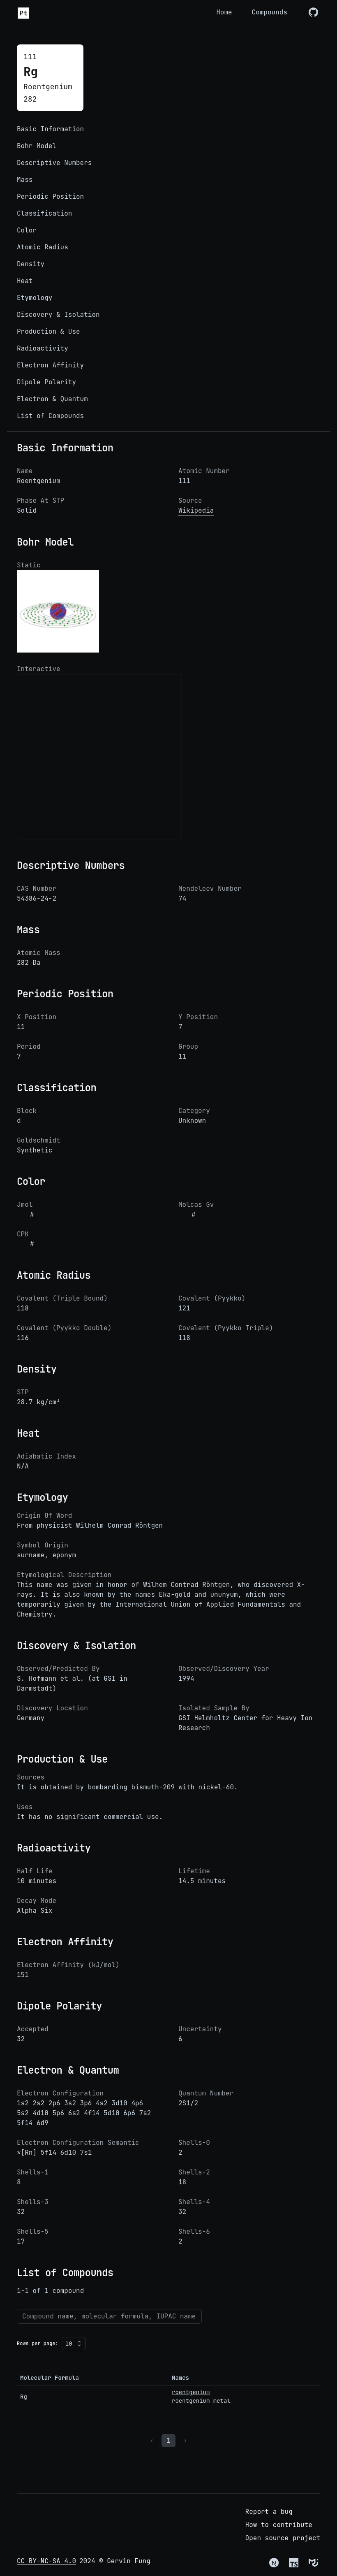 Pt
Home
Compounds
111
Rg
Roentgenium
282
Basic Information
Bohr Model
Descriptive Numbers
Mass
Periodic Position
Classification
Color
Atomic Radius
Density
Heat
Etymology
Discovery & Isolation
Production & Use
Radioactivity
Electron Affinity
Dipole Polarity
Electron & Quantum
List of Compounds
Basic Information
Name
Roentgenium
Atomic Number
111
Phase At STP
Solid
Source
Wikipedia
Bohr Model
Static
Interactive
Descriptive Numbers
CAS Number
54386-24-2
Mendeleev Number
74
Mass
Atomic Mass
282 Da
Periodic Position
X Position
11
Y Position
7
Period
7
Group
11
Classification
Block
d
Category
Unknown
Goldschmidt
Synthetic
Color
Jmol
#
Molcas Gv
#
CPK
#
Atomic Radius
Covalent (Triple Bound)
118
Covalent (Pyykko)
121
Covalent (Pyykko Double)
116
Covalent (Pyykko Triple)
118
Density
STP
28.7 kg/cm³
Heat
Adiabatic Index
N/A
Etymology
Origin Of Word
From physicist Wilhelm Conrad Röntgen
Symbol Origin
surname, eponym
Etymological Description
This name was given in honor of Wilhem Contrad Röntgen, who discovered X-
rays. It is also known by the names Eka-gold and ununyum, which were
temporarily given by the International Union of Applied Fundamentals and
Chemistry.
Discovery & Isolation
Observed/Predicted By
S. Hofmann et al. (at GSI in
Darmstadt)
Observed/Discovery Year
1994
Discovery Location
Germany
Isolated Sample By
GSI Helmholtz Center for Heavy Ion
Research
Production & Use
Sources
It is obtained by bombarding bismuth-209 with nickel-60.
Uses
It has no significant commercial use.
Radioactivity
Half Life
10 minutes
Lifetime
14.5 minutes
Decay Mode
Alpha Six
Electron Affinity
Electron Affinity (kJ/mol)
151
Dipole Polarity
Accepted
32
Uncertainty
6
Electron & Quantum
Electron Configuration
1s2 2s2 2p6 3s2 3p6 4s2 3d10 4p6
5s2 4d10 5p6 6s2 4f14 5d10 6p6 7s2
5f14 6d9
Quantum Number
2S1/2
Electron Configuration Semantic
*[Rn] 5f14 6d10 7s1
Shells-0
2
Shells-1
8
Shells-2
18
Shells-3
32
Shells-4
32
Shells-5
17
Shells-6
2
List of Compounds
1-1 of 1 compound
Compound name, molecular formula, IUPAC name
Rows per page:
10
Molecular Formula
Names
Rg
roentgenium
roentgenium metal
‹
1
›
Report a bug
How to contribute
Open source project
CC BY-NC-SA 4.0 2024 © Gervin Fung
N
TS